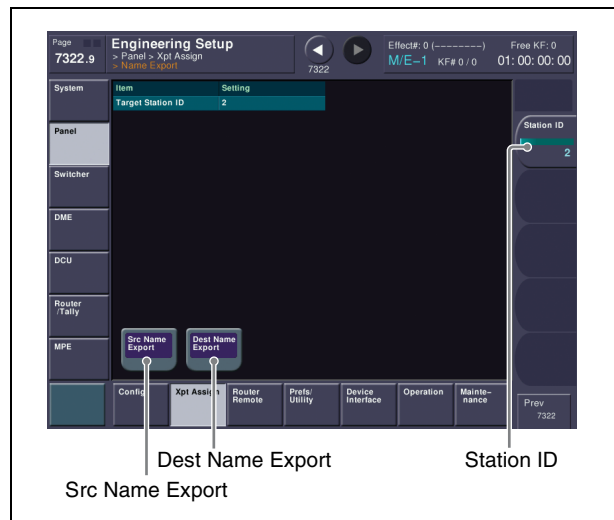 Page
7322.9
Engineering Setup
> Panel > Xpt Assign
> Name Export
7322
Effect#: 0 (--------)
M/E-1 KF# 0 / 0
Free KF: 0
01: 00: 00: 00
System
Panel
Switcher
DME
DCU
Router
/Tally
MPE
Item Setting
Target Station ID 2
Station ID
2
Src Name
Export
Dest Name
Export
Config
Xpt Assign
Router
Remote
Prefs/
Utility
Device
Interface
Operation
Mainte-
nance
Prev
7322
Dest Name Export
Station ID
Src Name Export